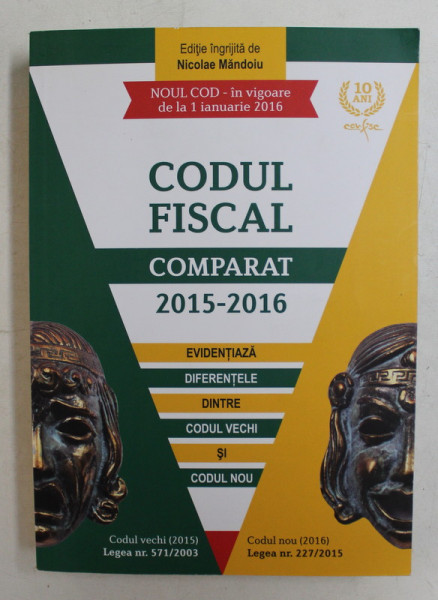 Ediție îngrijită de
Nicolae Măndoiu
NOUL COD - în vigoare
de la 1 ianuarie 2016
10
ANI
CODUL
FISCAL
COMPARAT
2015-2016
EVIDENȚIAZĂ
DIFERENȚELE
DINTRE
CODUL VECHI
ȘI
CODUL NOU
Codul vechi (2015)
Legea nr. 571/2003
Codul nou (2016)
Legea nr. 227/2015